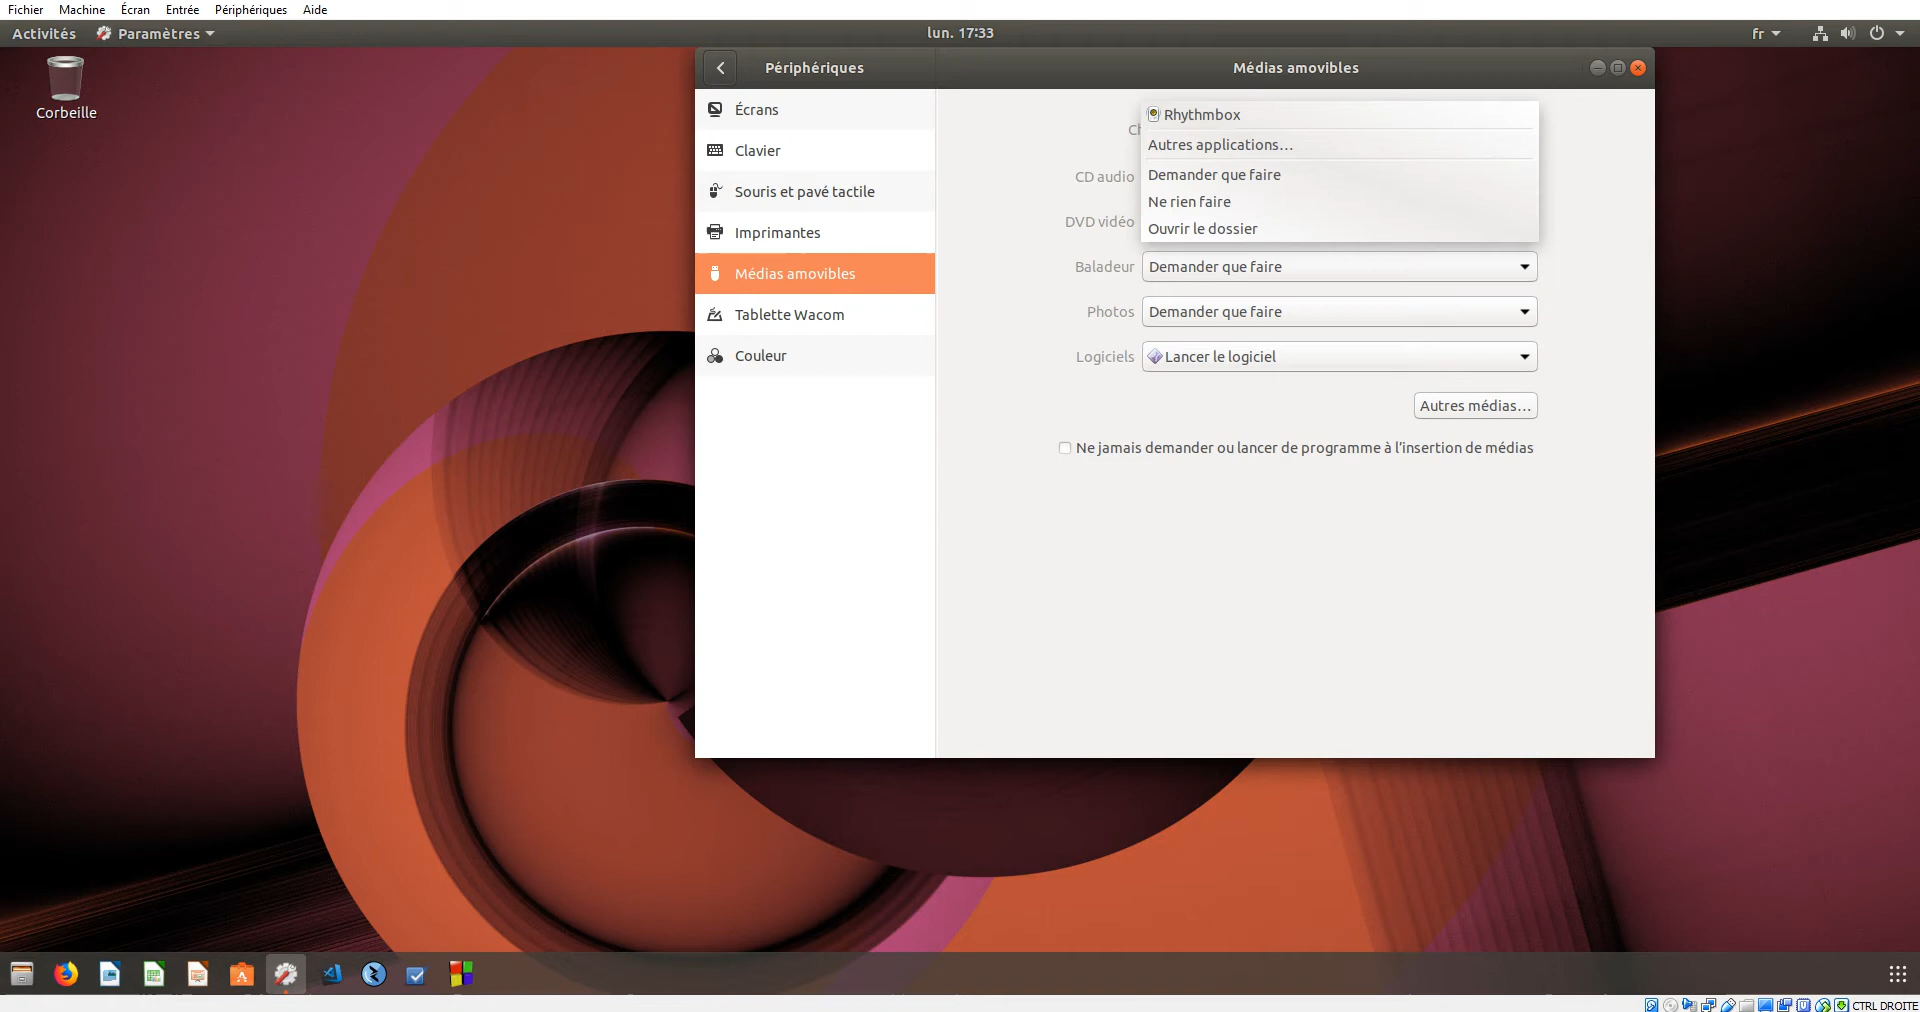 Fichier Machine Écran Entrée Périphériques Aide
Activités Paramètres lun. 17:33 fr
Corbeille
Périphériques Médias amovibles
Écrans
Clavier
Souris et pavé tactile
Imprimantes
Médias amovibles
Tablette Wacom
Couleur
Rhythmbox
Autres applications…
Demander que faire
Ne rien faire
Ouvrir le dossier
CD audio
DVD vidéo
Baladeur Demander que faire
Photos Demander que faire
Logiciels Lancer le logiciel
Autres médias…
Ne jamais demander ou lancer de programme à l’insertion de médias
CTRL DROITE